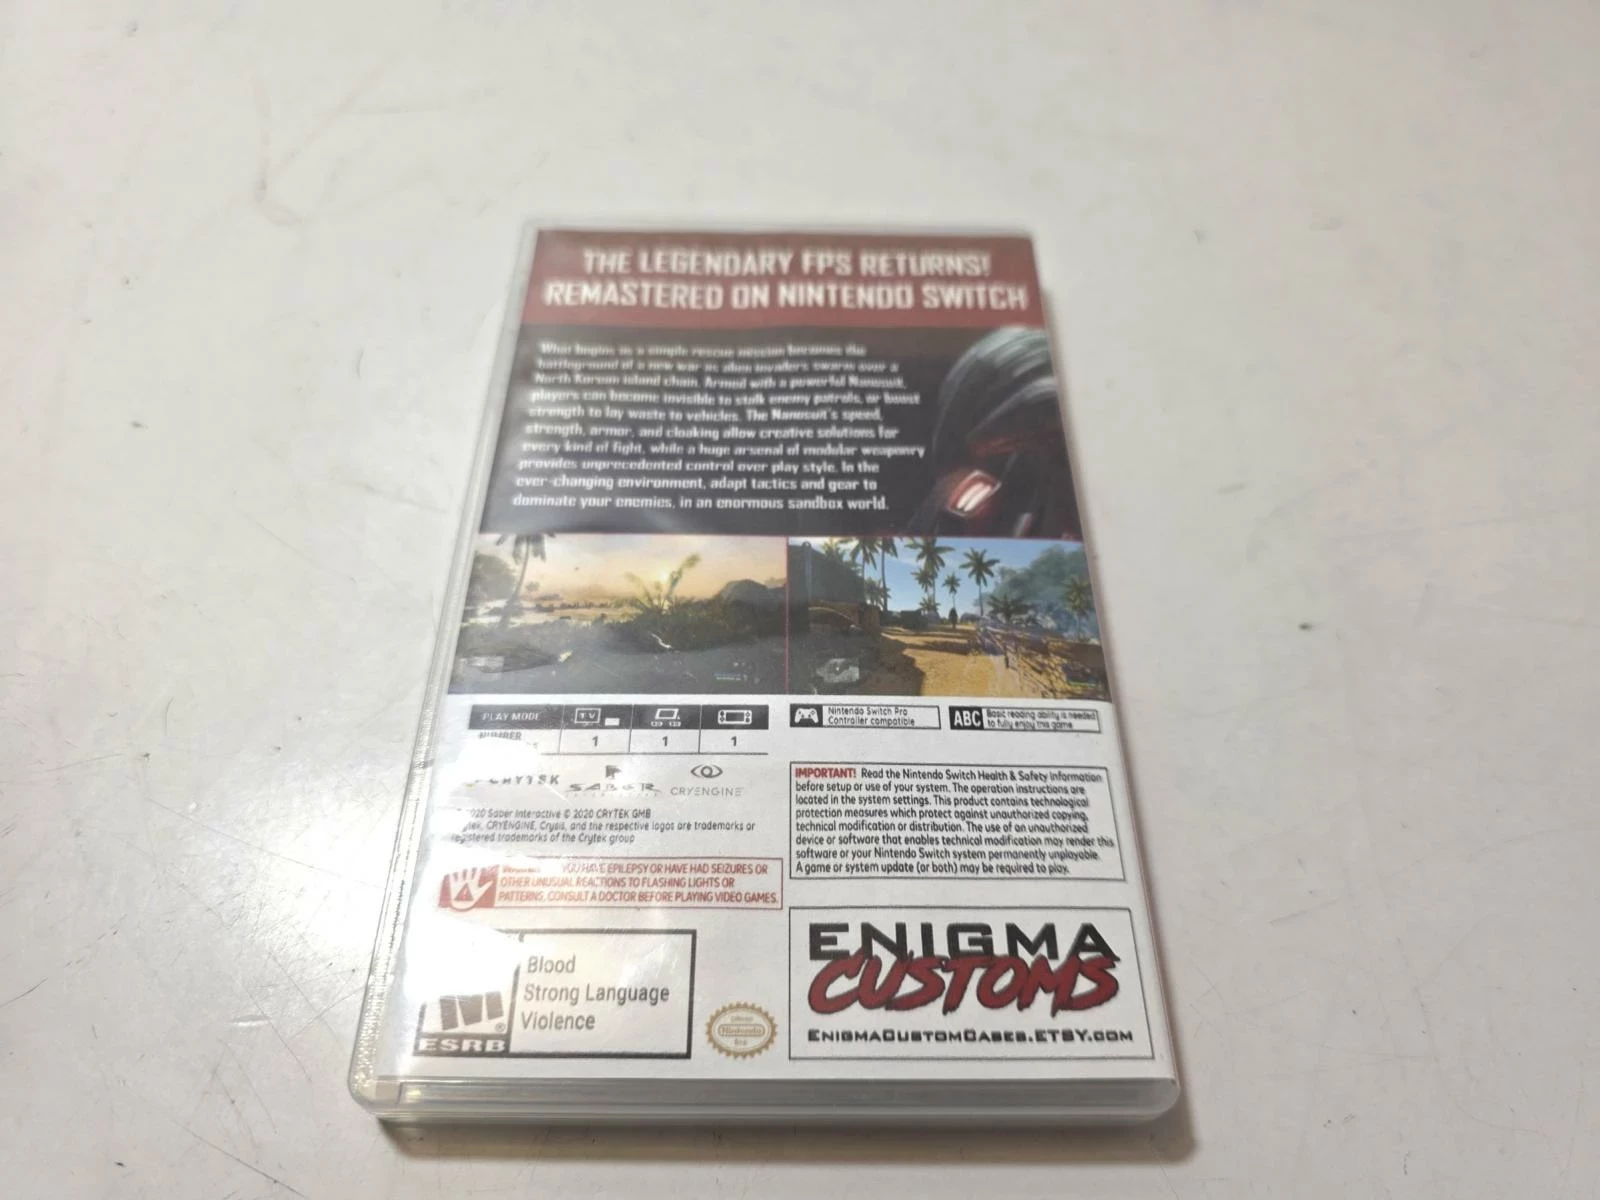 THE LEGENDARY FPS RETURNS!
REMASTERED ON NINTENDO SWITCH
What begins as a simple rescue mission becomes the
battleground of a new war as alien invaders swarm over a
North Korean island chain. Armed with a powerful Nanosuit,
players can become invisible to stalk enemy patrols, or boost
strength to lay waste to vehicles. The Nanosuit's speed,
strength, armor, and cloaking allow creative solutions for
every kind of fight, while a huge arsenal of modular weaponry
provides unprecedented control over play style. In the
ever-changing environment, adapt tactics and gear to
dominate your enemies, in an enormous sandbox world.
PLAY MODE
TV
NUMBER
1 1 1
Nintendo Switch Pro
Controller compatible
ABC
Basic reading ability is needed
to fully enjoy this game
CRYTEK
SABER
CRYENGINE
2020 Saber Interactive © 2020 CRYTEK GMB
CRYENGINE, Crysis, and the respective logos are trademarks or
registered trademarks of the Crytek group
YOU HAVE EPILEPSY OR HAVE HAD SEIZURES OR
OTHER UNUSUAL REACTIONS TO FLASHING LIGHTS OR
PATTERNS, CONSULT A DOCTOR BEFORE PLAYING VIDEO GAMES.
IMPORTANT! Read the Nintendo Switch Health & Safety Information
before setup or use of your system. The operation instructions are
located in the system settings. This product contains technological
protection measures which protect against unauthorized copying,
technical modification or distribution. The use of an unauthorized
device or software that enables technical modification may render this
software or your Nintendo Switch system permanently unplayable.
A game or system update (or both) may be required to play.
M®
ESRB
Blood
Strong Language
Violence
Nintendo
ENIGMA
CUSTOMS
ENIGMACUSTOMCASES.ETSY.COM